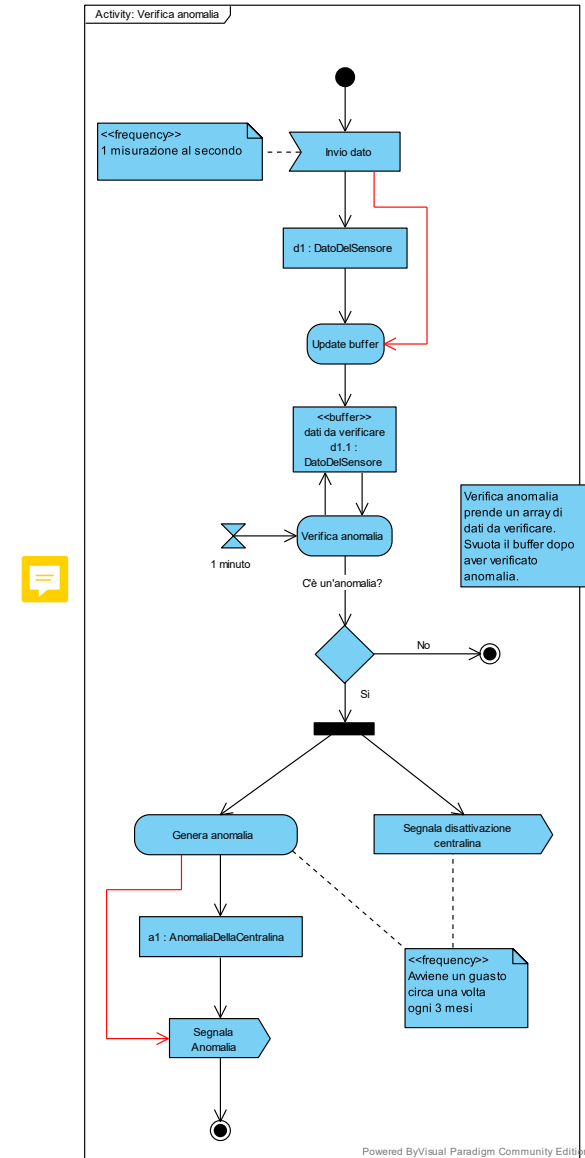 Activity: Verifica anomalia
<<frequency>>
1 misurazione al secondo
Invio dato
d1 : DatoDelSensore
Update buffer
<<buffer>>
dati da verificare
d1.1 :
DatoDelSensore
Verifica anomalia
prende un array di
dati da verificare.
Svuota il buffer dopo
aver verificato
anomalia.
Verifica anomalia
1 minuto
C'è un'anomalia?
No
Si
Genera anomalia
Segnala disattivazione
centralina
a1 : AnomaliaDellaCentralina
<<frequency>>
Avviene un guasto
circa una volta
ogni 3 mesi
Segnala
Anomalia
Powered ByVisual Paradigm Community Edition